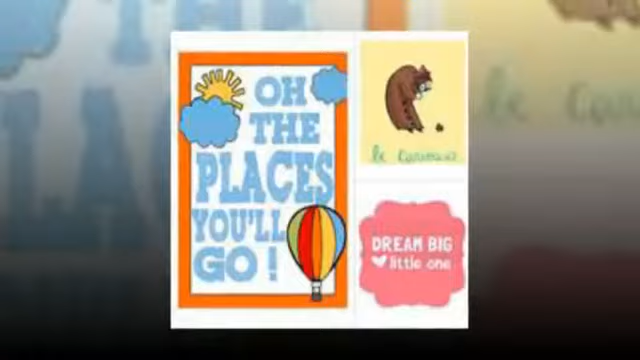 OH
THE
PLACES
YOU'LL
GO!
DREAM BIG
little one